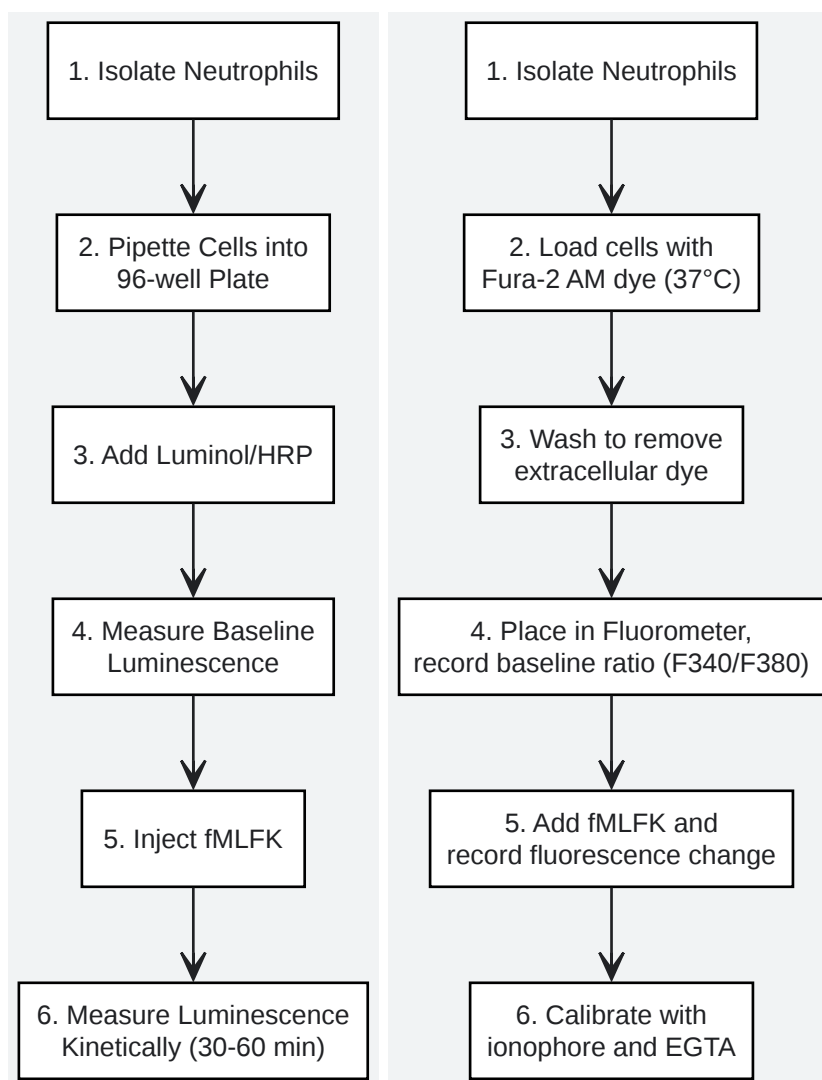 1. Isolate Neutrophils
2. Pipette Cells into
96-well Plate
3. Add Luminol/HRP
4. Measure Baseline
Luminescence
5. Inject fMLFK
6. Measure Luminescence
Kinetically (30-60 min)
1. Isolate Neutrophils
2. Load cells with
Fura-2 AM dye (37°C)
3. Wash to remove
extracellular dye
4. Place in Fluorometer,
record baseline ratio (F340/F380)
5. Add fMLFK and
record fluorescence change
6. Calibrate with
ionophore and EGTA